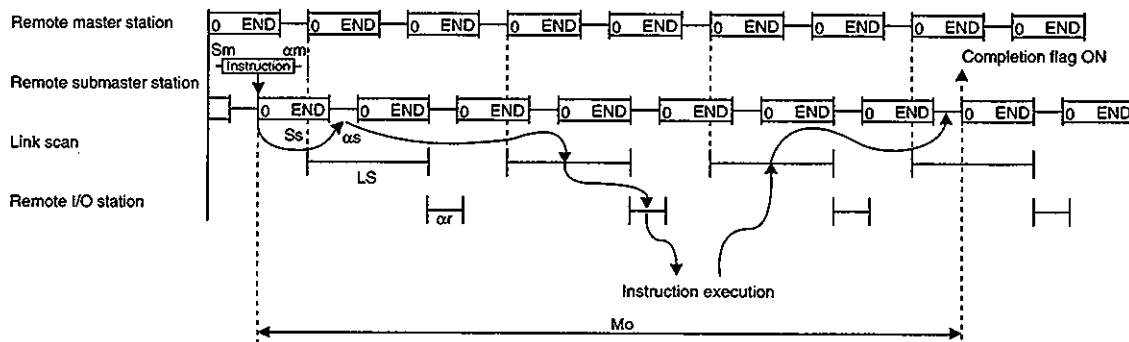 Remote master station
0 END 0 END 0 END 0 END 0 END 0 END 0 END 0 END 0 END
Sm αm
Instruction
Completion flag ON
Remote submaster station
0 END 0 END 0 END 0 END 0 END 0 END 0 END 0 END 0 END
Ss αs
Link scan
LS
Remote I/O station
αr
Instruction execution
Mo